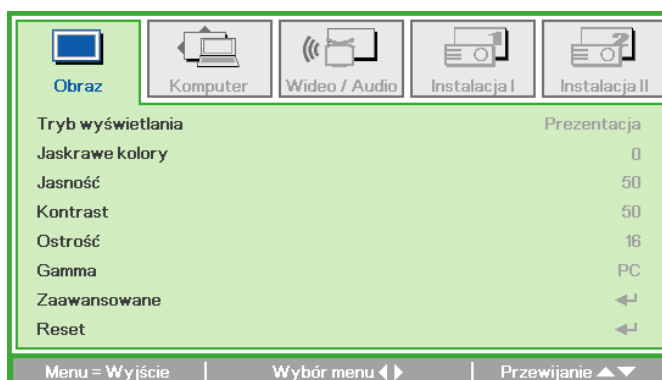 Obraz Komputer Wideo / Audio Instalacja I Instalacja II
Tryb wyświetlania Prezentacja
Jaskrawe kolory 0
Jasność 50
Kontrast 50
Ostrość 16
Gamma PC
Zaawansowane
Reset
Menu = Wyjście | Wybór menu | Przewijanie